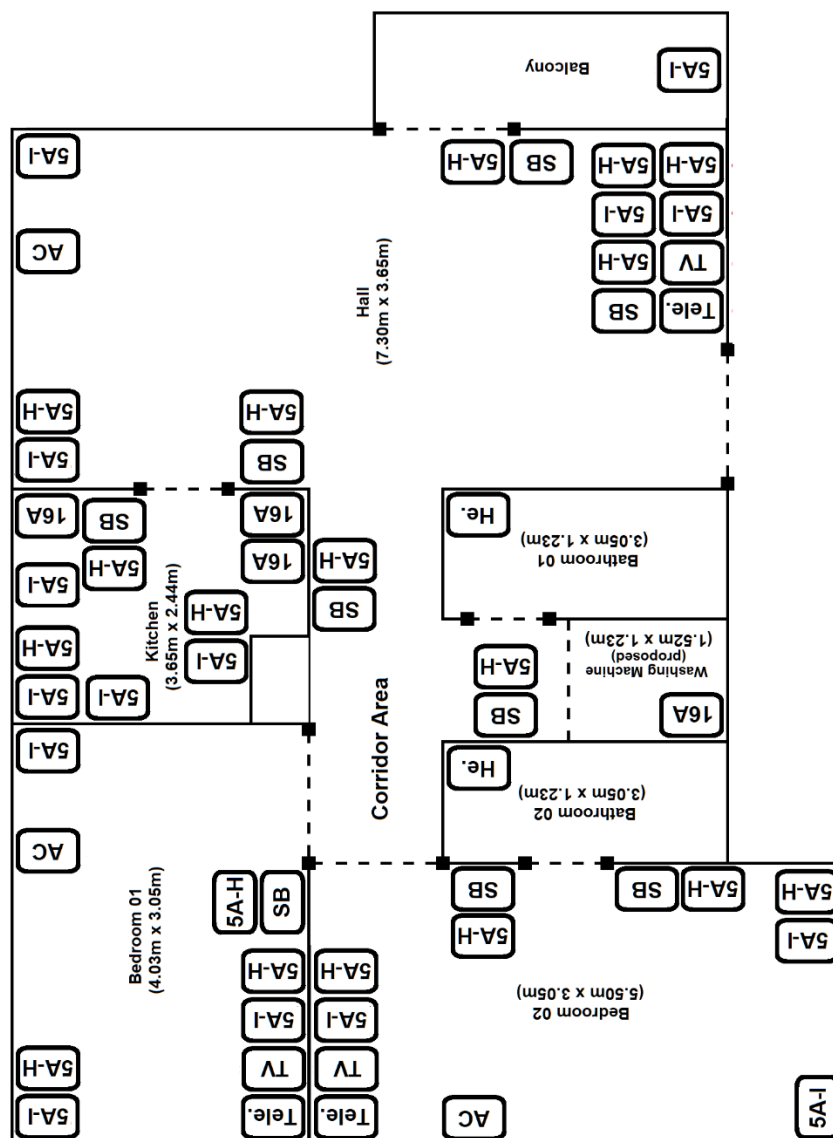 Balcony
5A-I
5A-I
5A-H
SB
5A-H
5A-H
5A-I
5A-I
AC
5A-H
TV
Hall
(7.30m x 3.65m)
SB
Tele.
5A-H
5A-H
5A-I
SB
16A
SB
16A
He.
Bathroom 01
(3.05m x 1.23m)
5A-I
5A-H
16A
5A-H
Kitchen
(3.65m x 2.44m)
5A-H
SB
5A-H
5A-I
5A-H
Washing Machine
(proposed)
(1.52m x 1.23m)
5A-I
5A-I
SB
16A
Corridor Area
5A-I
He.
Bathroom 02
(3.05m x 1.23m)
AC
5A-H
SB
SB
SB
5A-H
5A-H
5A-H
5A-I
Bedroom 01
(4.03m x 3.05m)
5A-H
5A-H
5A-I
5A-I
Bedroom 02
(5.50m x 3.05m)
5A-H
TV
TV
5A-I
Tele.
Tele.
AC
5A-I